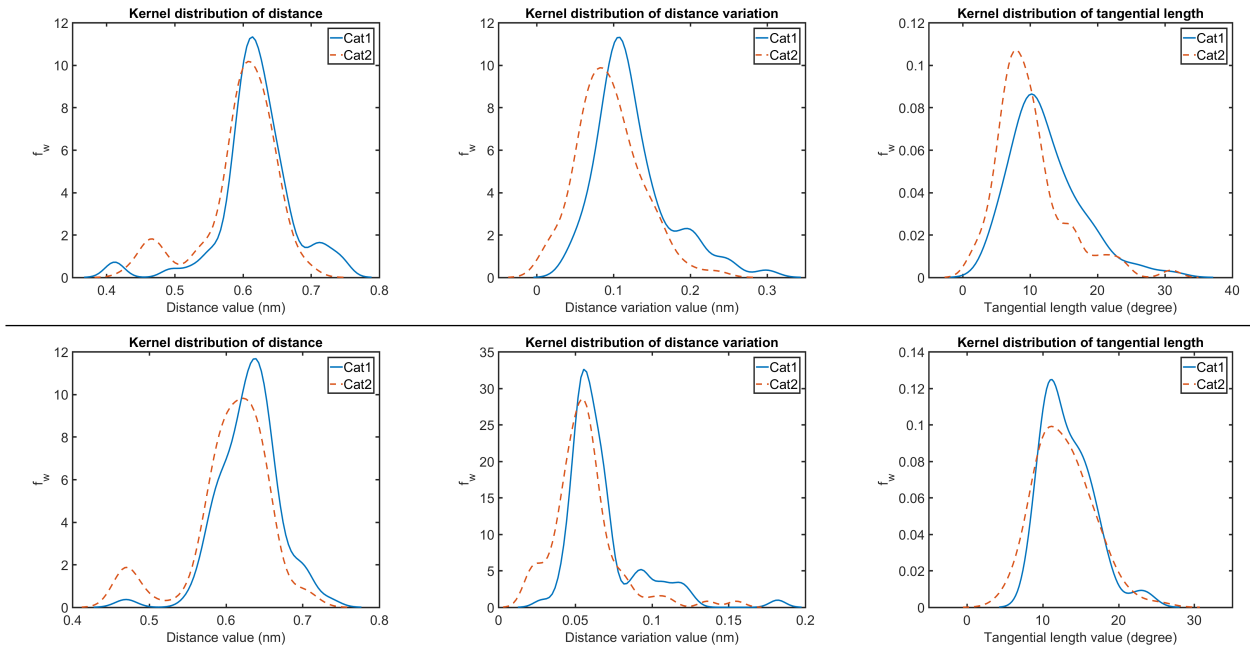 Kernel distribution of distance
12
10
8
6
4
2
0
f_w
0.4 0.5 0.6 0.7 0.8
Distance value (nm)
Cat1
Cat2
Kernel distribution of distance variation
12
10
8
6
4
2
0
f_w
0 0.1 0.2 0.3
Distance variation value (nm)
Cat1
Cat2
Kernel distribution of tangential length
0.12
0.1
0.08
0.06
0.04
0.02
0
f_w
0 10 20 30 40
Tangential length value (degree)
Cat1
Cat2
Kernel distribution of distance
12
10
8
6
4
2
0
f_w
0.4 0.5 0.6 0.7 0.8
Distance value (nm)
Cat1
Cat2
Kernel distribution of distance variation
35
30
25
20
15
10
5
0
f_w
0 0.05 0.1 0.15 0.2
Distance variation value (nm)
Cat1
Cat2
Kernel distribution of tangential length
0.14
0.12
0.1
0.08
0.06
0.04
0.02
0
f_w
0 10 20 30
Tangential length value (degree)
Cat1
Cat2